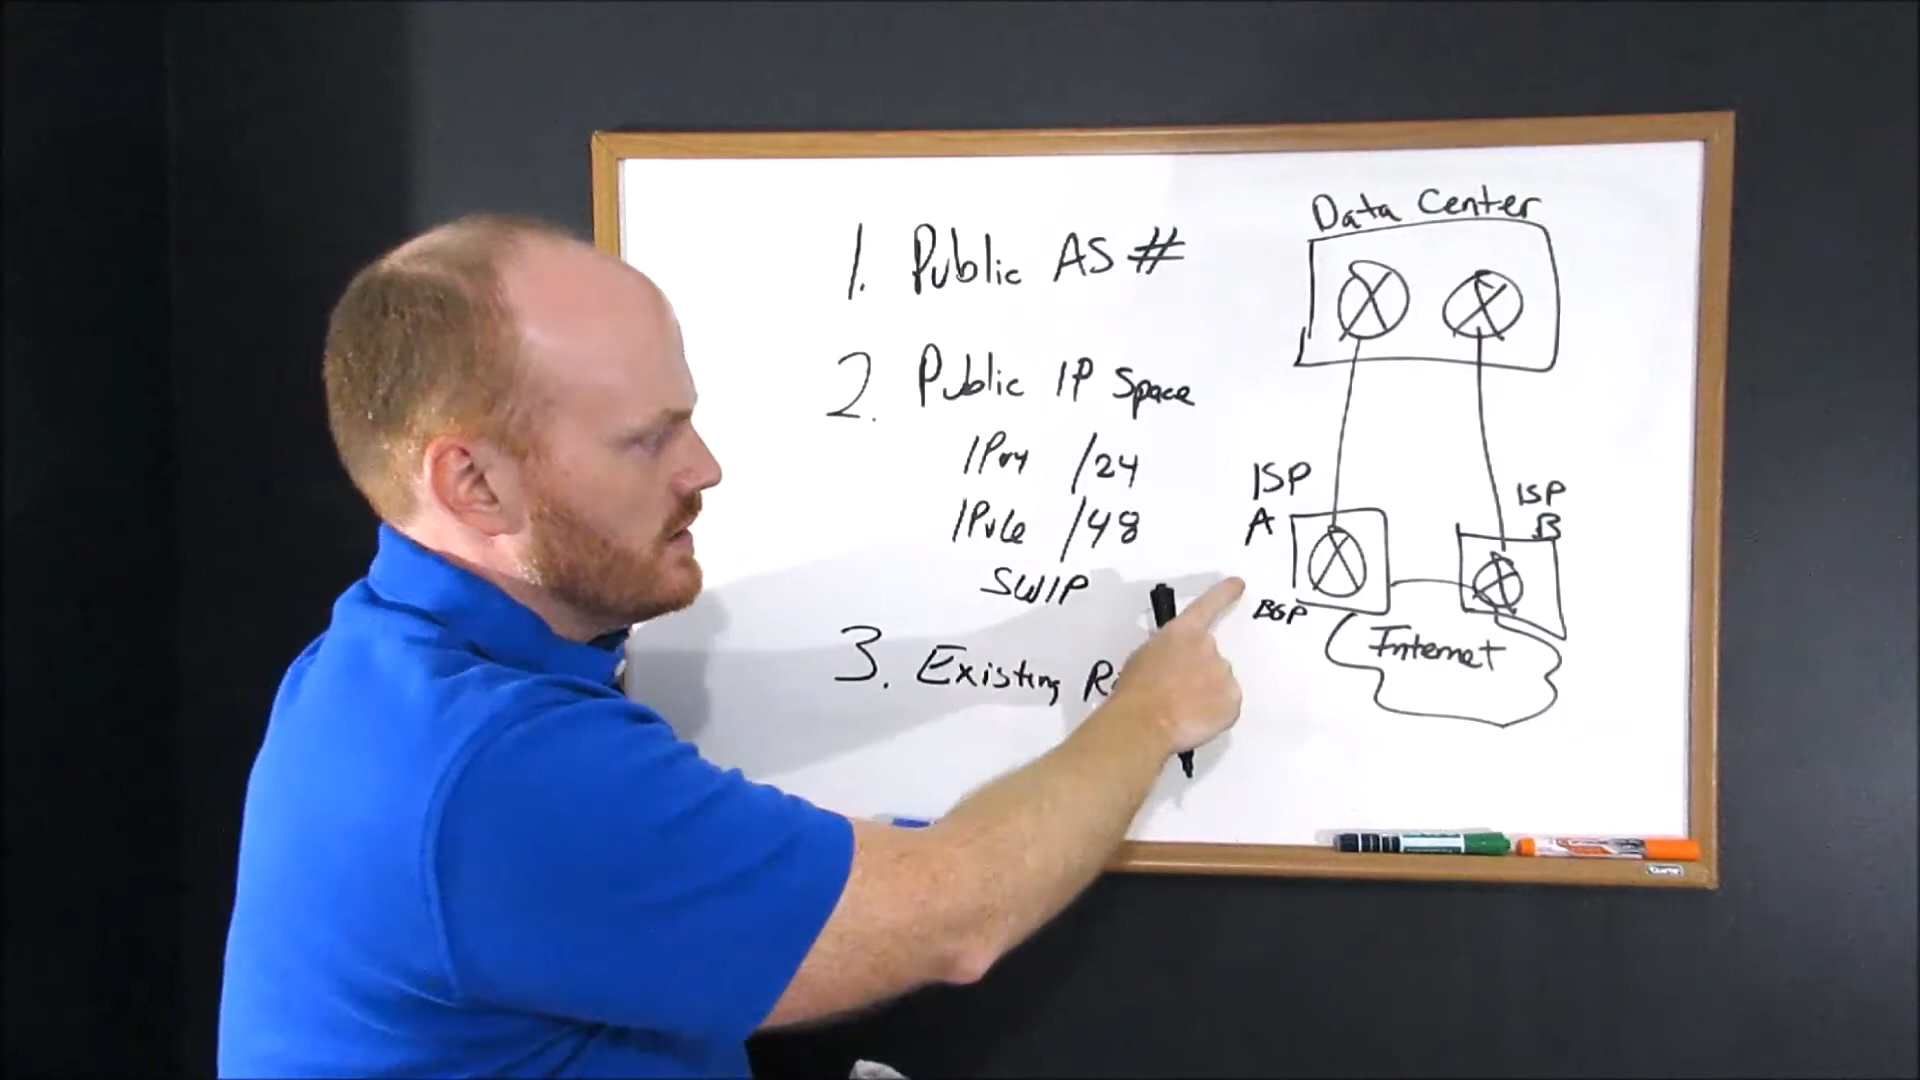 1. Public AS #
2. Public IP Space
IPv4 /24
IPv6 /48
SWIP
3. Existing
Data Center
ISP
A
BGP
ISP
B
Internet